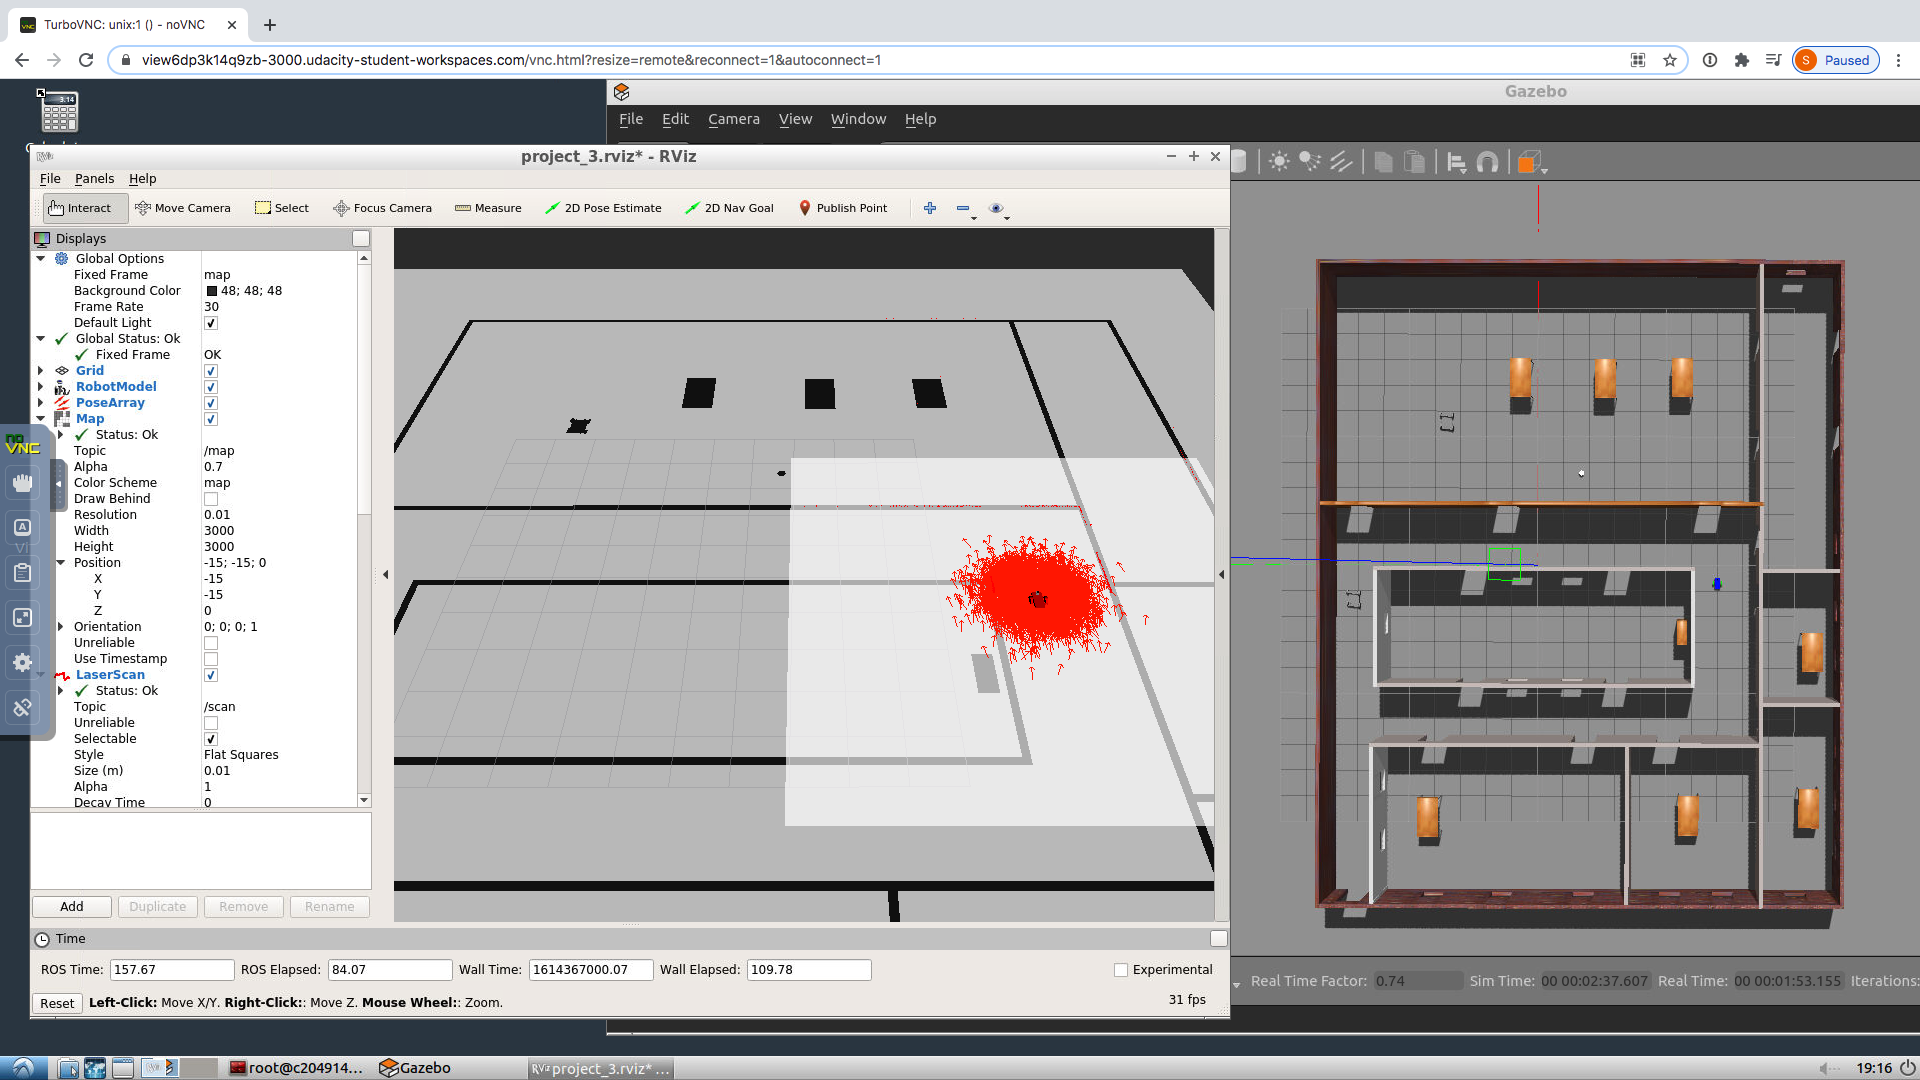 TurboVNC: unix:1 () - noVNC
view6dp3k14q9zb-3000.udacity-student-workspaces.com/vnc.html?resize=remote&reconnect=1&autoconnect=1
S Paused
3.14
Gazebo
File Edit Camera View Window Help
RViz project_3.rviz* - RViz
File Panels Help
Interact Move Camera Select Focus Camera Measure 2D Pose Estimate 2D Nav Goal Publish Point
Displays
Global Options
Fixed Frame map
Background Color 48; 48; 48
Frame Rate 30
Default Light
Global Status: Ok
Fixed Frame OK
Grid
RobotModel
PoseArray
Map
Status: Ok
Topic /map
Alpha 0.7
Color Scheme map
Draw Behind
Resolution 0.01
Width 3000
Height 3000
Position -15; -15; 0
X -15
Y -15
Z 0
Orientation 0; 0; 0; 1
Unreliable
Use Timestamp
LaserScan
Status: Ok
Topic /scan
Unreliable
Selectable
Style Flat Squares
Size (m) 0.01
Alpha 1
Decay Time 0
no
VNC
A
Add Duplicate Remove Rename
Time
ROS Time: 157.67 ROS Elapsed: 84.07 Wall Time: 1614367000.07 Wall Elapsed: 109.78 Experimental
Reset Left-Click: Move X/Y. Right-Click:: Move Z. Mouse Wheel:: Zoom. 31 fps
Real Time Factor: 0.74 Sim Time: 00 00:02:37.607 Real Time: 00 00:01:53.155 Iterations:
root@c204914... Gazebo RViz project_3.rviz* ... 19:16